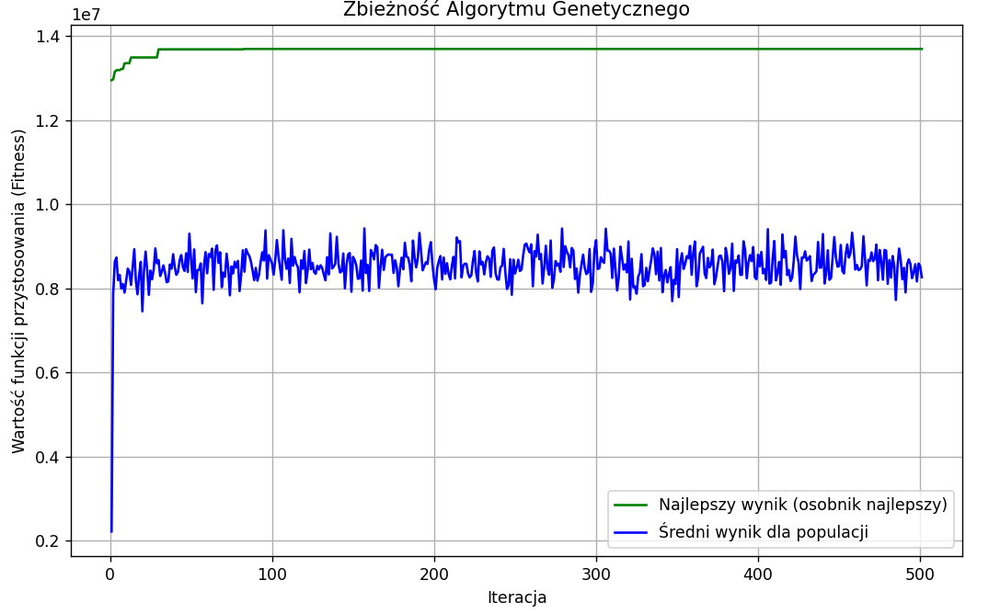 Zbieżność Algorytmu Genetycznego
1e7
1.4
1.2
1.0
0.8
0.6
0.4
0.2
Wartość funkcji przystosowania (Fitness)
Najlepszy wynik (osobnik najlepszy)
Średni wynik dla populacji
0 100 200 300 400 500
Iteracja